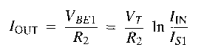 I_OUT = V_BE1 / R_2 = V_T / R_2 ln I_IN / I_S1